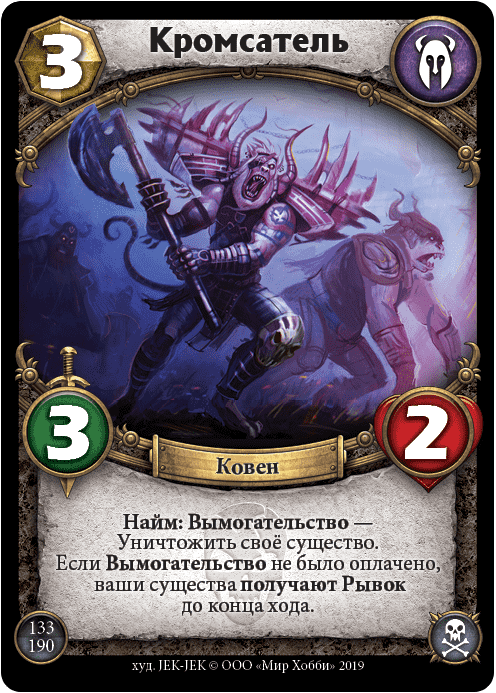 3
Кромсатель
3
2
Ковен
Найм: Вымогательство —
Уничтожить своё существо.
Если Вымогательство не было оплачено,
ваши существа получают Рывок
до конца хода.
133
190
худ. JEK-JEK © ООО «Мир Хобби» 2019